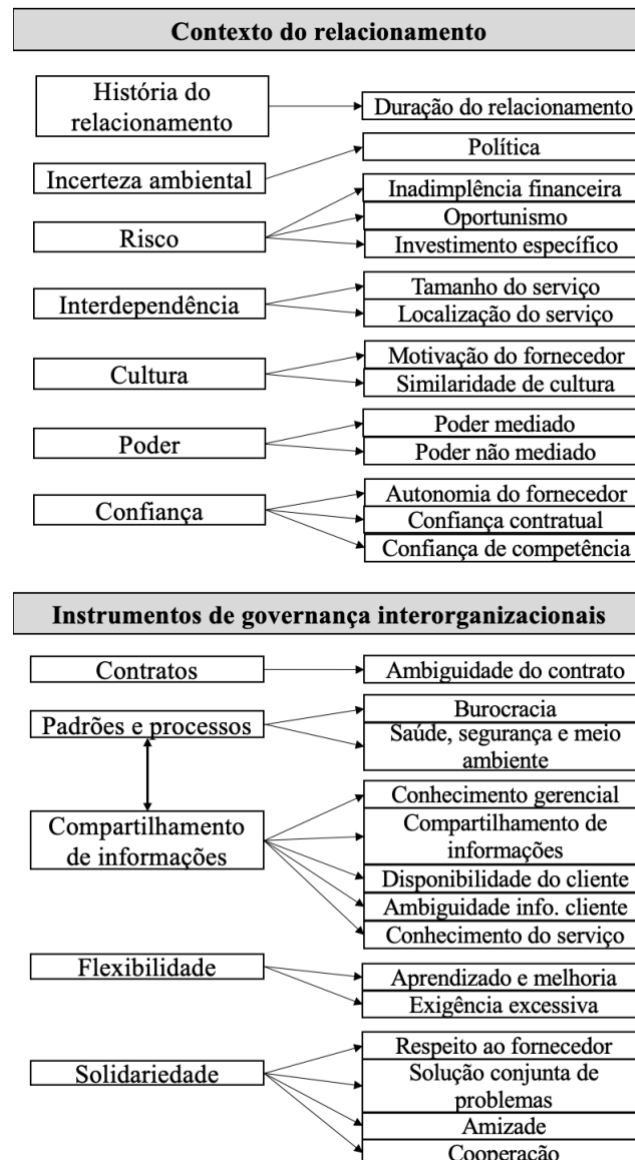 Contexto do relacionamento
História do
relacionamento
Duração do relacionamento
Incerteza ambiental
Política
Risco
Inadimplência financeira
Oportunismo
Investimento específico
Interdependência
Tamanho do serviço
Localização do serviço
Cultura
Motivação do fornecedor
Similaridade de cultura
Poder
Poder mediado
Poder não mediado
Confiança
Autonomia do fornecedor
Confiança contratual
Confiança de competência
Instrumentos de governança interorganizacionais
Contratos
Ambiguidade do contrato
Padrões e processos
Burocracia
Saúde, segurança e meio
ambiente
Compartilhamento
de informações
Conhecimento gerencial
Compartilhamento de
informações
Disponibilidade do cliente
Ambiguidade info. cliente
Conhecimento do serviço
Flexibilidade
Aprendizado e melhoria
Exigência excessiva
Solidariedade
Respeito ao fornecedor
Solução conjunta de
problemas
Amizade
Cooperação